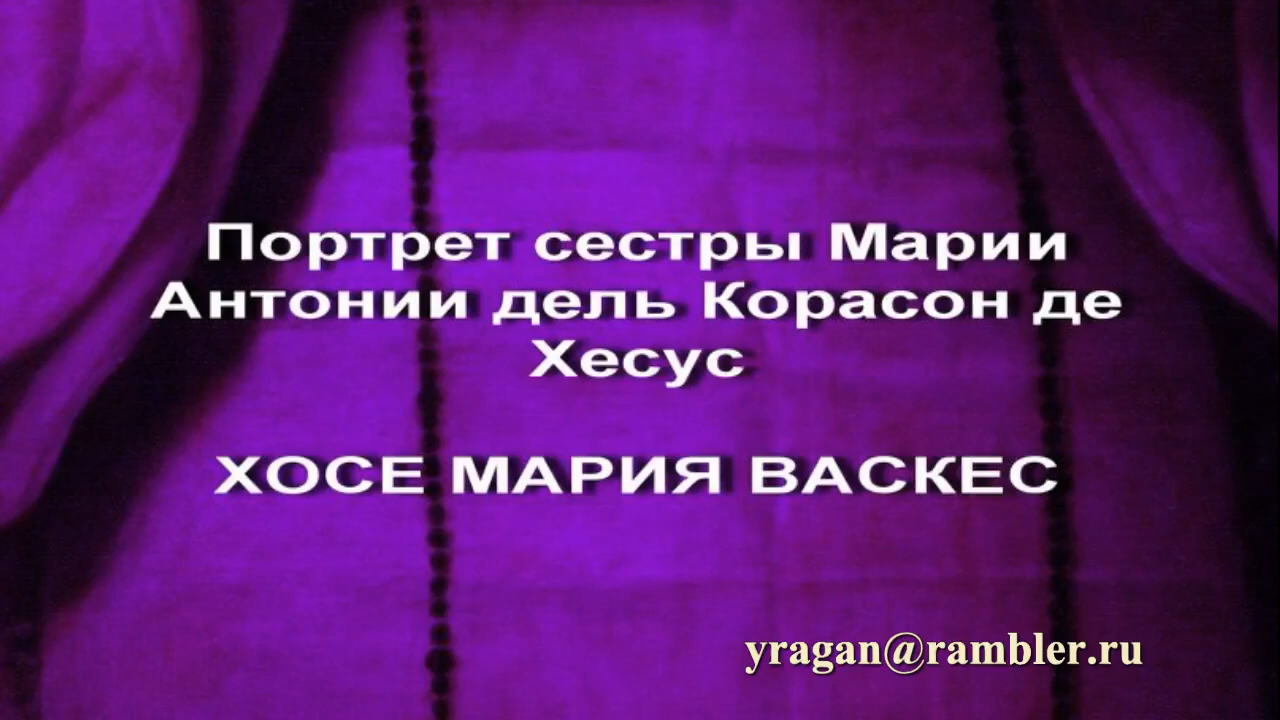 Портрет сестры Марии
Антонии дель Корасон де
Хесус
ХОСЕ МАРИЯ ВАСКЕС
yragan@rambler.ru